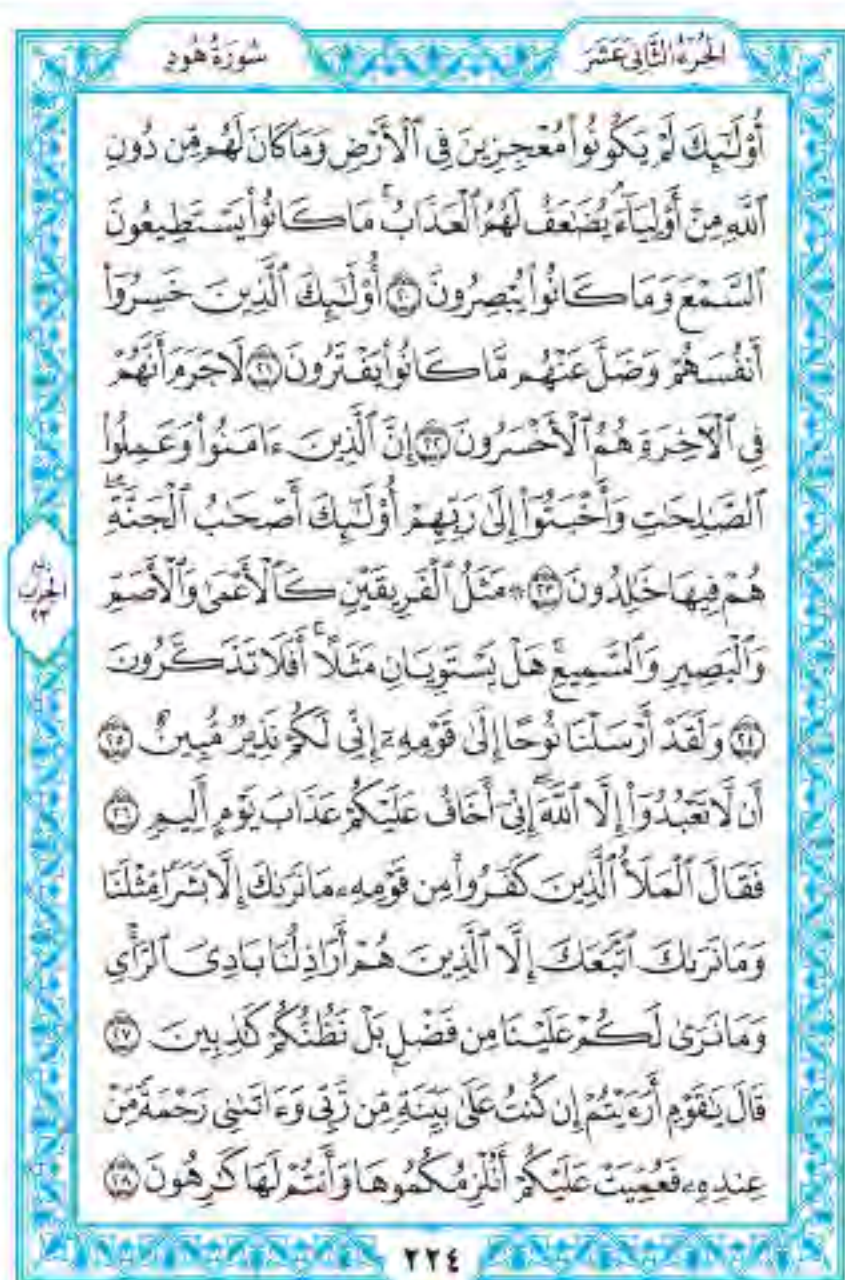 الجزء الثاني عشر
سورة هود
أُوْلَٰٓئِكَ لَمْ يَكُونُواْ مُعْجِزِينَ فِي ٱلْأَرْضِ وَمَا كَانَ لَهُم مِّن دُونِ
ٱللَّهِ مِنْ أَوْلِيَآءَۘ يُضَٰعَفُ لَهُمُ ٱلْعَذَابُۚ مَا كَانُواْ يَسْتَطِيعُونَ
ٱلسَّمْعَ وَمَا كَانُواْ يُبْصِرُونَ ٢٠ أُوْلَٰٓئِكَ ٱلَّذِينَ خَسِرُوٓاْ
أَنفُسَهُمْ وَضَلَّ عَنْهُم مَّا كَانُواْ يَفْتَرُونَ ٢١ لَا جَرَمَ أَنَّهُمْ
فِي ٱلْأٓخِرَةِ هُمُ ٱلْأَخْسَرُونَ ٢٢ إِنَّ ٱلَّذِينَ ءَامَنُواْ وَعَمِلُواْ
ٱلصَّٰلِحَٰتِ وَأَخْبَتُوٓاْ إِلَىٰ رَبِّهِمْ أُوْلَٰٓئِكَ أَصْحَٰبُ ٱلْجَنَّةِۖ
هُمْ فِيهَا خَٰلِدُونَ ٢٣ ۞ مَثَلُ ٱلْفَرِيقَيْنِ كَٱلْأَعْمَىٰ وَٱلْأَصَمِّ
ربع
الحزب
٢٣
وَٱلْبَصِيرِ وَٱلسَّمِيعِۚ هَلْ يَسْتَوِيَانِ مَثَلًاۚ أَفَلَا تَذَكَّرُونَ
٢٤ وَلَقَدْ أَرْسَلْنَا نُوحًا إِلَىٰ قَوْمِهِۦٓ إِنِّي لَكُمْ نَذِيرٌ مُّبِينٌ ٢٥
أَن لَّا تَعْبُدُوٓاْ إِلَّا ٱللَّهَۖ إِنِّيٓ أَخَافُ عَلَيْكُمْ عَذَابَ يَوْمٍ أَلِيمٍ ٢٦
فَقَالَ ٱلْمَلَأُ ٱلَّذِينَ كَفَرُواْ مِن قَوْمِهِۦ مَا نَرَىٰكَ إِلَّا بَشَرًا مِّثْلَنَا
وَمَا نَرَىٰكَ ٱتَّبَعَكَ إِلَّا ٱلَّذِينَ هُمْ أَرَاذِلُنَا بَادِيَ ٱلرَّأْيِ
وَمَا نَرَىٰ لَكُمْ عَلَيْنَا مِن فَضْلٍۭ بَلْ نَظُنُّكُمْ كَٰذِبِينَ ٢٧
قَالَ يَٰقَوْمِ أَرَءَيْتُمْ إِن كُنتُ عَلَىٰ بَيِّنَةٍ مِّن رَّبِّي وَءَاتَىٰنِي رَحْمَةً مِّنْ
عِندِهِۦ فَعُمِّيَتْ عَلَيْكُمْ أَنُلْزِمُكُمُوهَا وَأَنتُمْ لَهَا كَٰرِهُونَ ٢٨
٢٢٤